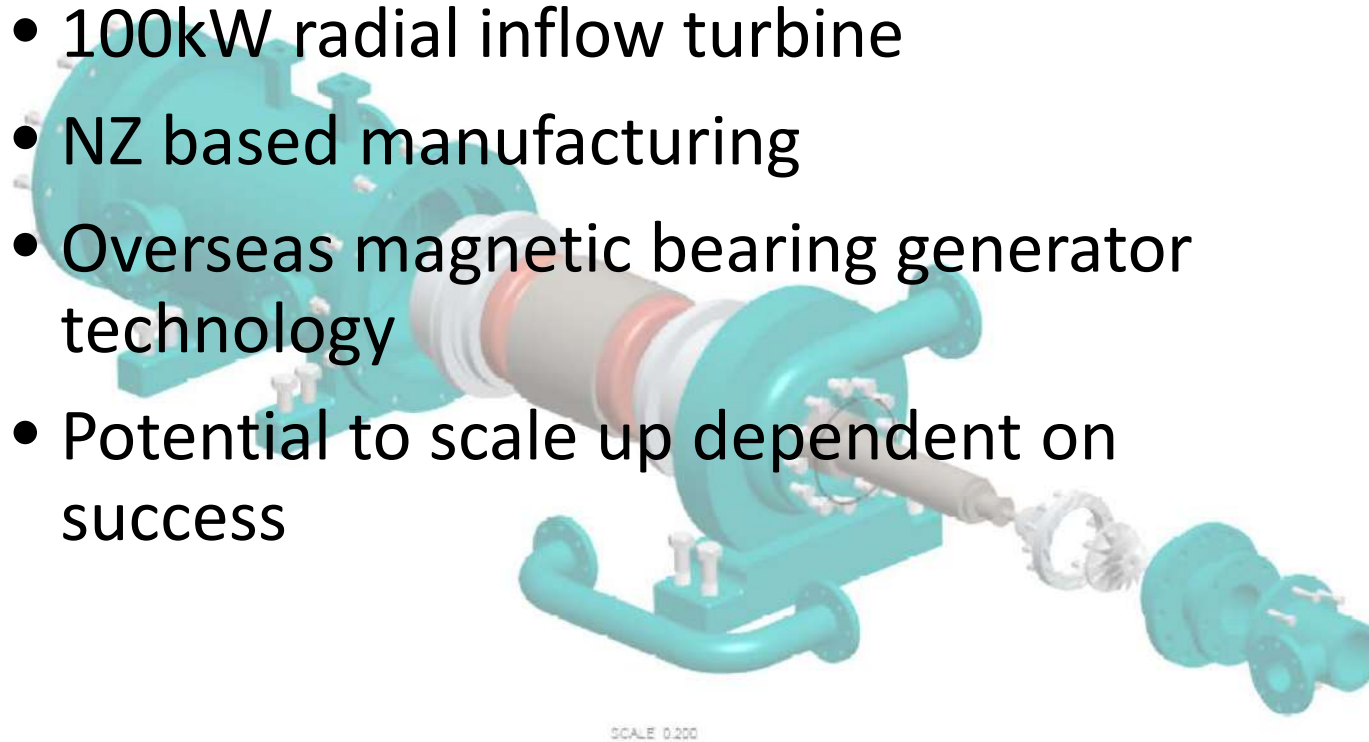 • 100kW radial inflow turbine
• NZ based manufacturing
• Overseas magnetic bearing generator
technology
• Potential to scale up dependent on
success
SCALE 0.200